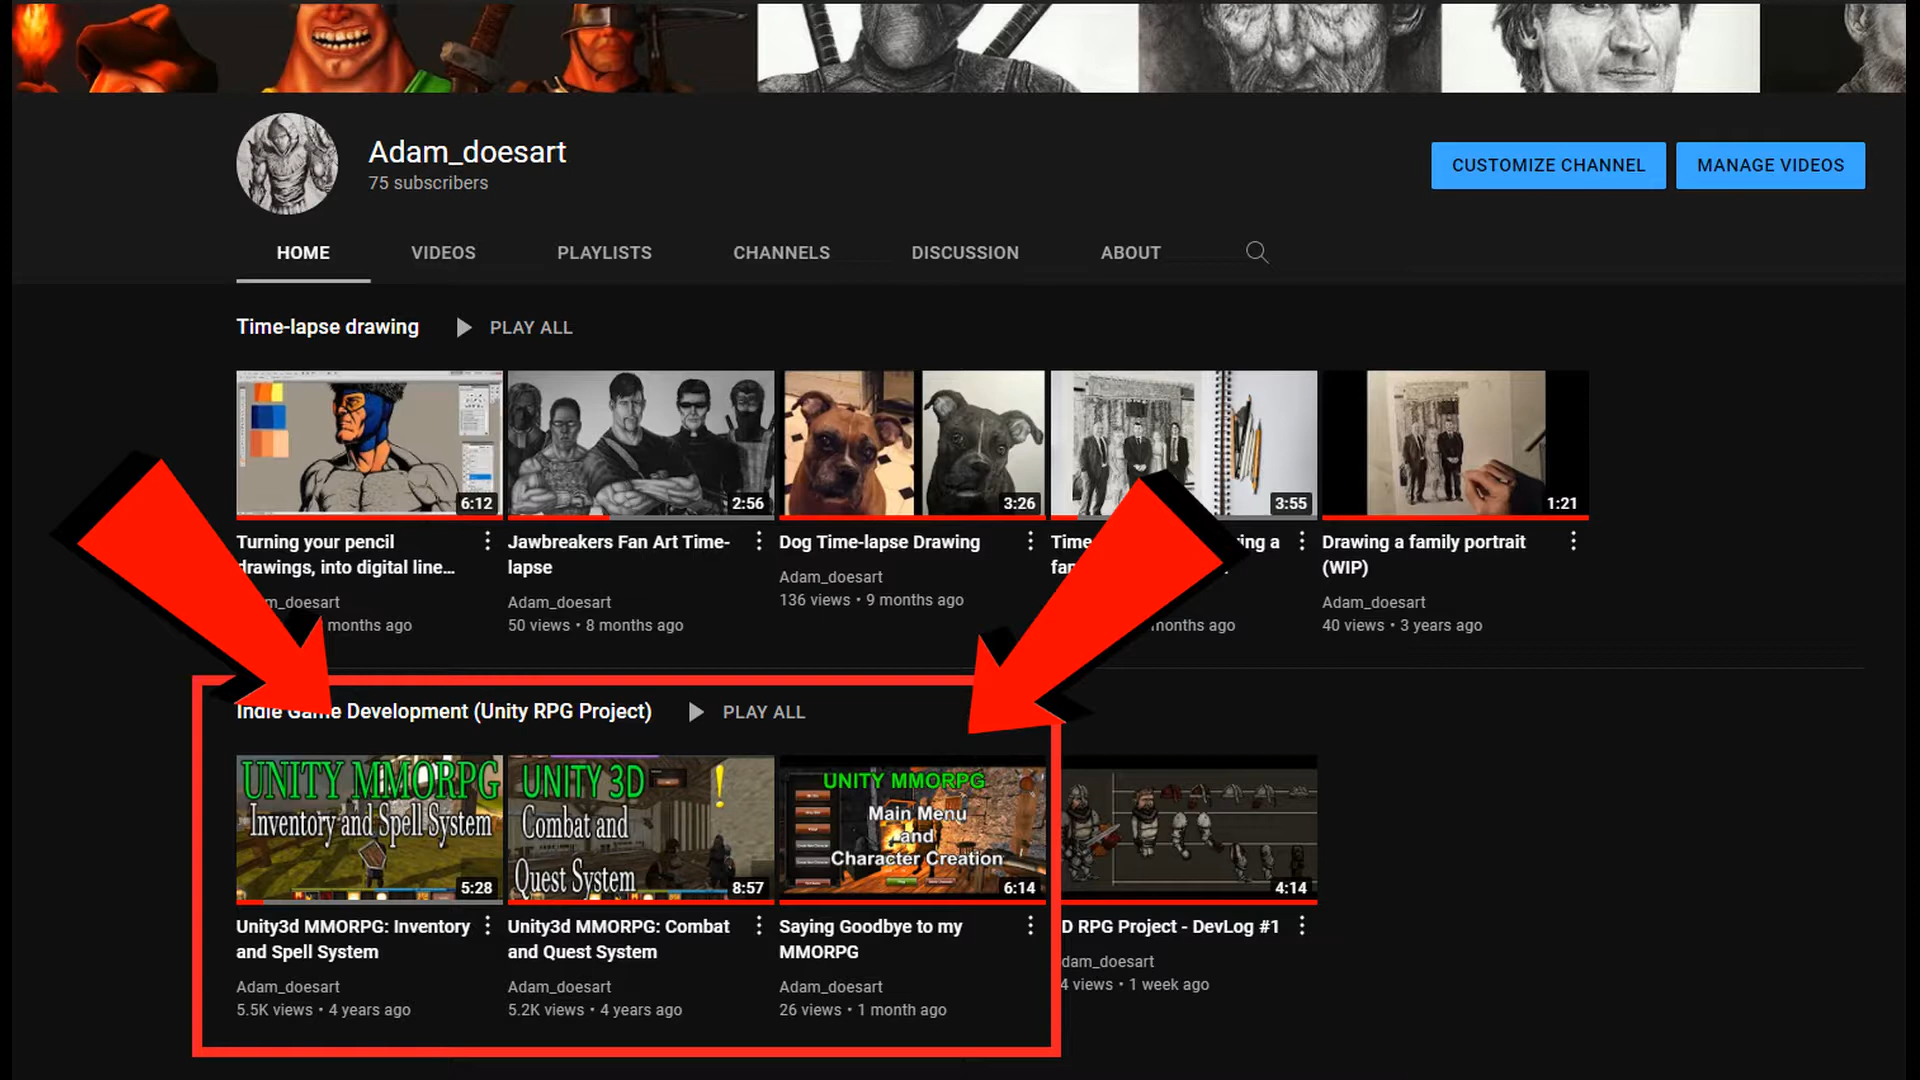 Adam_doesart
75 subscribers
CUSTOMIZE CHANNEL
MANAGE VIDEOS
HOME
VIDEOS
PLAYLISTS
CHANNELS
DISCUSSION
ABOUT
Time-lapse drawing
PLAY ALL
6:12
2:56
3:26
3:55
1:21
Turning your pencil
drawings, into digital line...
months ago
Jawbreakers Fan Art Time-
lapse
Adam_doesart
50 views • 8 months ago
Dog Time-lapse Drawing
Adam_doesart
136 views • 9 months ago
Time
a
months ago
Drawing a family portrait
(WIP)
Adam_doesart
40 views • 3 years ago
Indie Game Development (Unity RPG Project)
PLAY ALL
UNITY MMORPG
Inventory and Spell System
5:28
UNITY 3D
Combat and
Quest System
8:57
UNITY MMORPG
Main Menu
and
Character Creation
6:14
4:14
Unity3d MMORPG: Inventory
and Spell System
Adam_doesart
5.5K views • 4 years ago
Unity3d MMORPG: Combat
and Quest System
Adam_doesart
5.2K views • 4 years ago
Saying Goodbye to my
MMORPG
Adam_doesart
26 views • 1 month ago
D RPG Project - DevLog #1
dam_doesart
4 views • 1 week ago